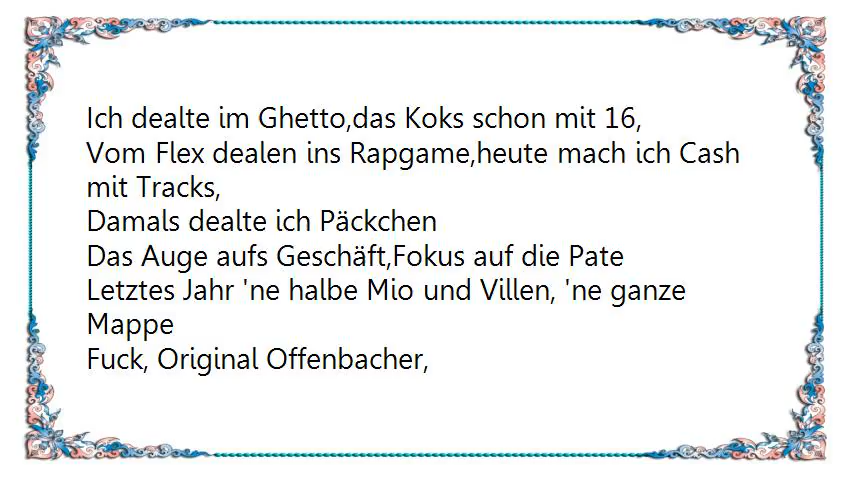 Ich dealte im Ghetto,das Koks schon mit 16,
Vom Flex dealen ins Rapgame,heute mach ich Cash
mit Tracks,
Damals dealte ich Päckchen
Das Auge aufs Geschäft,Fokus auf die Pate
Letztes Jahr 'ne halbe Mio und Villen, 'ne ganze
Mappe
Fuck, Original Offenbacher,